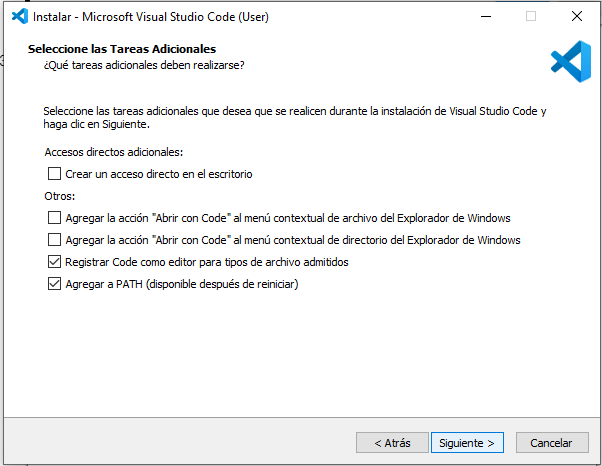 Instalar - Microsoft Visual Studio Code (User)
Seleccione las Tareas Adicionales
¿Qué tareas adicionales deben realizarse?
Seleccione las tareas adicionales que desea que se realicen durante la instalación de Visual Studio Code y
haga clic en Siguiente.
Accesos directos adicionales:
Crear un acceso directo en el escritorio
Otros:
Agregar la acción "Abrir con Code" al menú contextual de archivo del Explorador de Windows
Agregar la acción "Abrir con Code" al menú contextual de directorio del Explorador de Windows
Registrar Code como editor para tipos de archivo admitidos
Agregar a PATH (disponible después de reiniciar)
< Atrás Siguiente > Cancelar